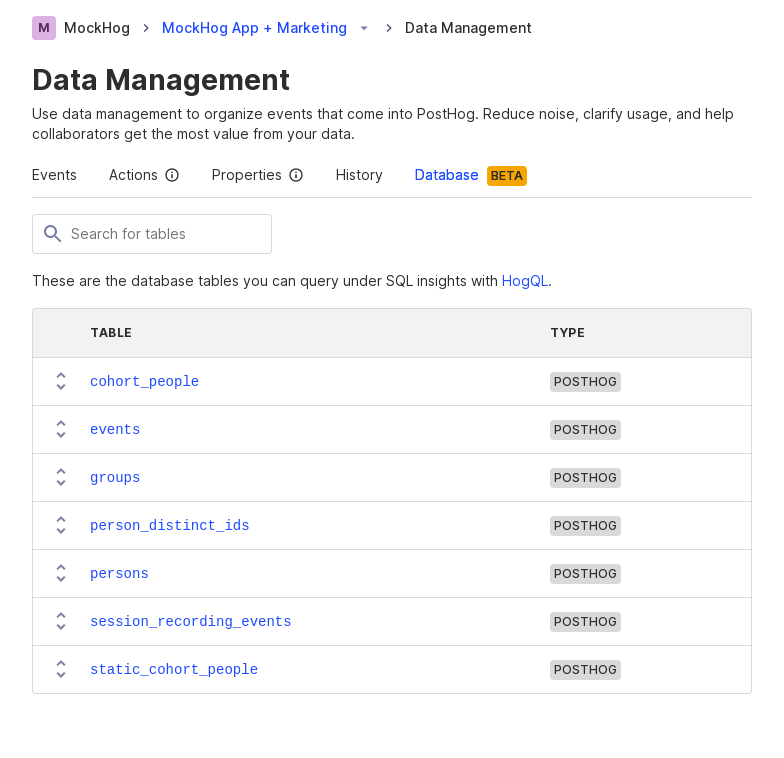 M MockHog MockHog App + Marketing Data Management
Data Management
Use data management to organize events that come into PostHog. Reduce noise, clarify usage, and help
collaborators get the most value from your data.
Events Actions Properties History Database BETA
Search for tables
These are the database tables you can query under SQL insights with HogQL.
TABLE TYPE
cohort_people POSTHOG
events POSTHOG
groups POSTHOG
person_distinct_ids POSTHOG
persons POSTHOG
session_recording_events POSTHOG
static_cohort_people POSTHOG